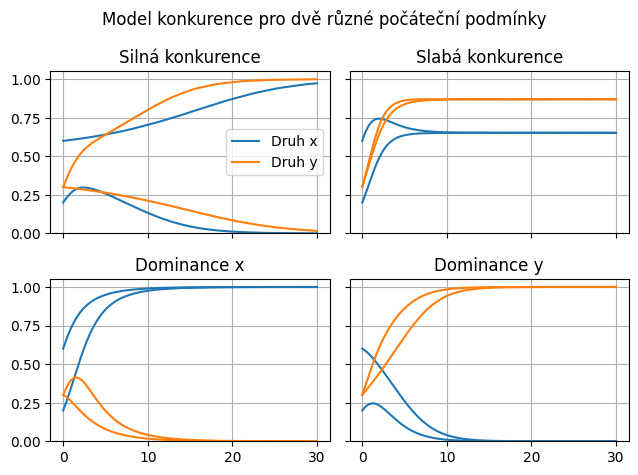 Model konkurence pro dvě různé počáteční podmínky
Silná konkurence
Slabá konkurence
1.00
0.75
0.50
0.25
0.00
Druh x
Druh y
Dominance x
Dominance y
1.00
0.75
0.50
0.25
0.00
0 10 20 30
0 10 20 30